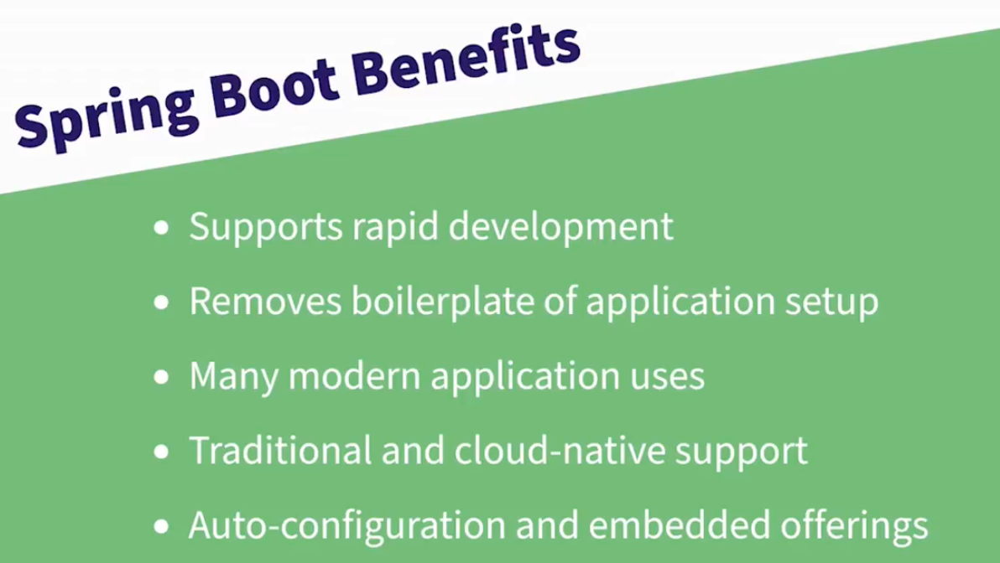 Spring Boot Benefits
• Supports rapid development
• Removes boilerplate of application setup
• Many modern application uses
• Traditional and cloud-native support
• Auto-configuration and embedded offerings